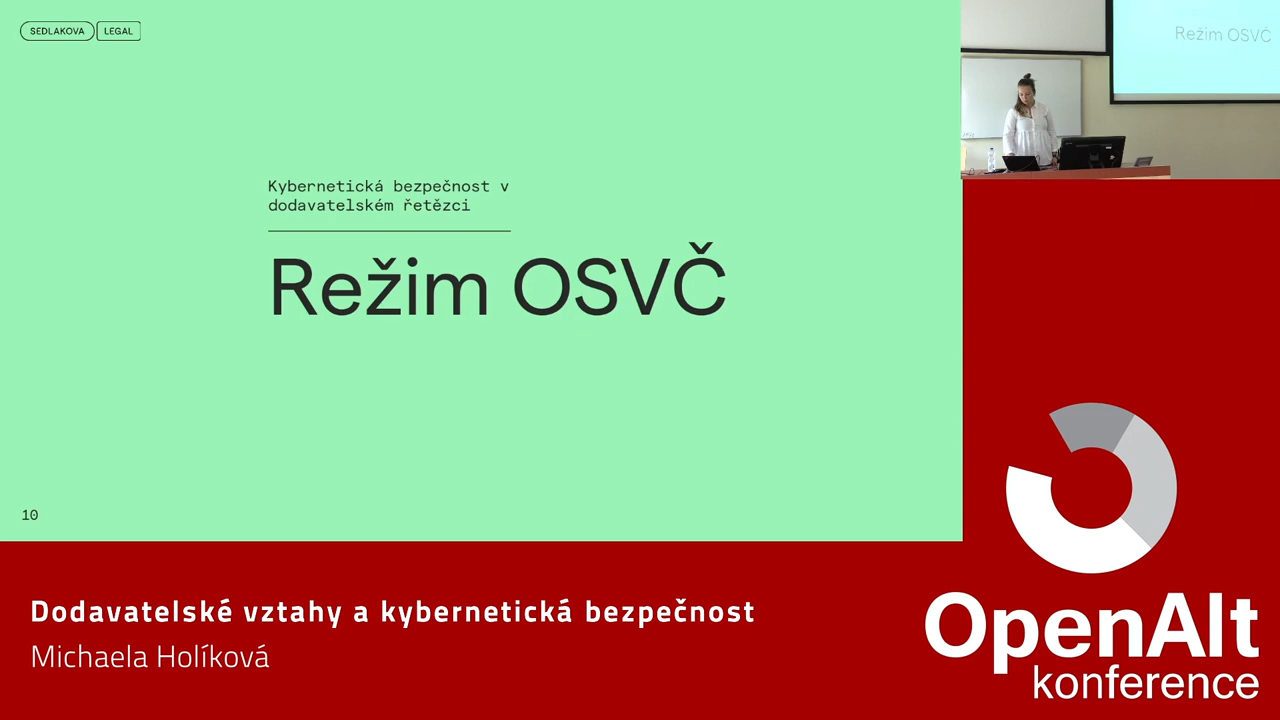 SEDLAKOVA LEGAL
Režim OSVČ
Kybernetická bezpečnost v
dodavatelském řetězci
Režim OSVČ
10
Dodavatelské vztahy a kybernetická bezpečnost
Michaela Holíková
OpenAlt
konference